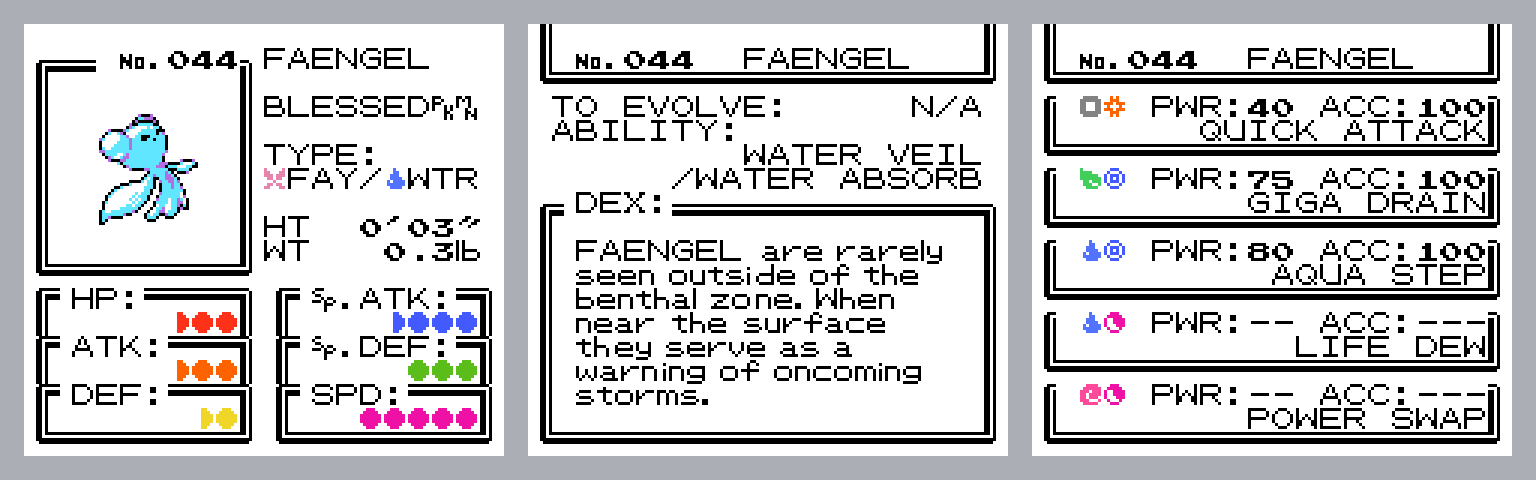 No. 044 FAENGEL
BLESSED PKMN
TYPE:
FAY/WTR
HT 0'03"
WT 0.3lb
HP:
Sp. ATK:
ATK:
Sp. DEF:
DEF:
SPD:
No. 044 FAENGEL
TO EVOLVE: N/A
ABILITY:
WATER VEIL
/WATER ABSORB
DEX:
FAENGEL are rarely
seen outside of the
benthal zone. When
near the surface
they serve as a
warning of oncoming
storms.
No. 044 FAENGEL
PWR:40 ACC:100
QUICK ATTACK
PWR:75 ACC:100
GIGA DRAIN
PWR:80 ACC:100
AQUA STEP
PWR:-- ACC:---
LIFE DEW
PWR:-- ACC:---
POWER SWAP